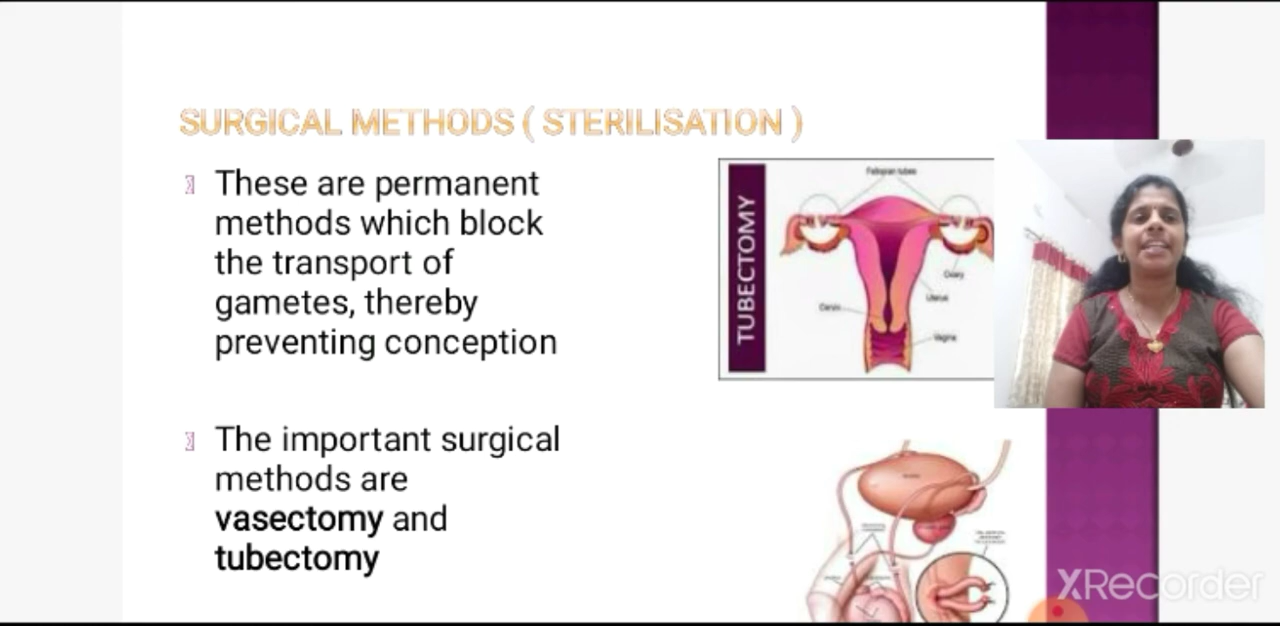 SURGICAL METHODS ( STERILISATION )
These are permanent
methods which block
the transport of
gametes, thereby
preventing conception
The important surgical
methods are
vasectomy and
tubectomy
TUBECTOMY
Fallopian tubes
Ovary
Uterus
Cervix
Vagina
XRecorder